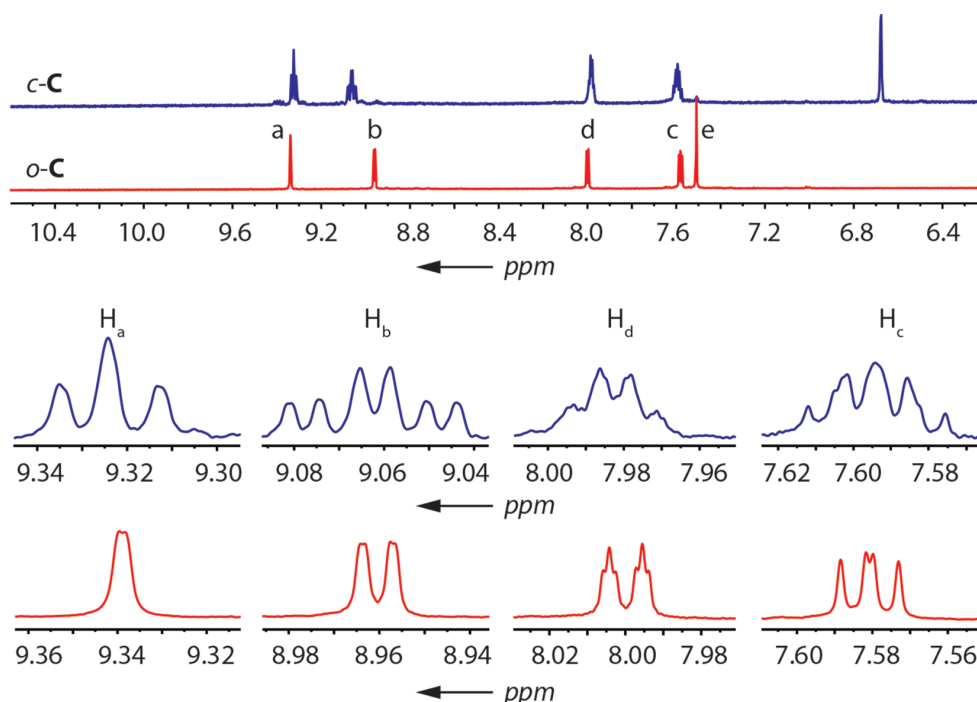 c-C
a b d c e
o-C
10.4 10.0 9.6 9.2 8.8 8.4 8.0 7.6 7.2 6.8 6.4
ppm
Ha Hb Hd Hc
9.34 9.32 9.30 9.08 9.06 9.04 8.00 7.98 7.96 7.62 7.60 7.58
ppm
9.36 9.34 9.32 8.98 8.96 8.94 8.02 8.00 7.98 7.60 7.58 7.56
ppm